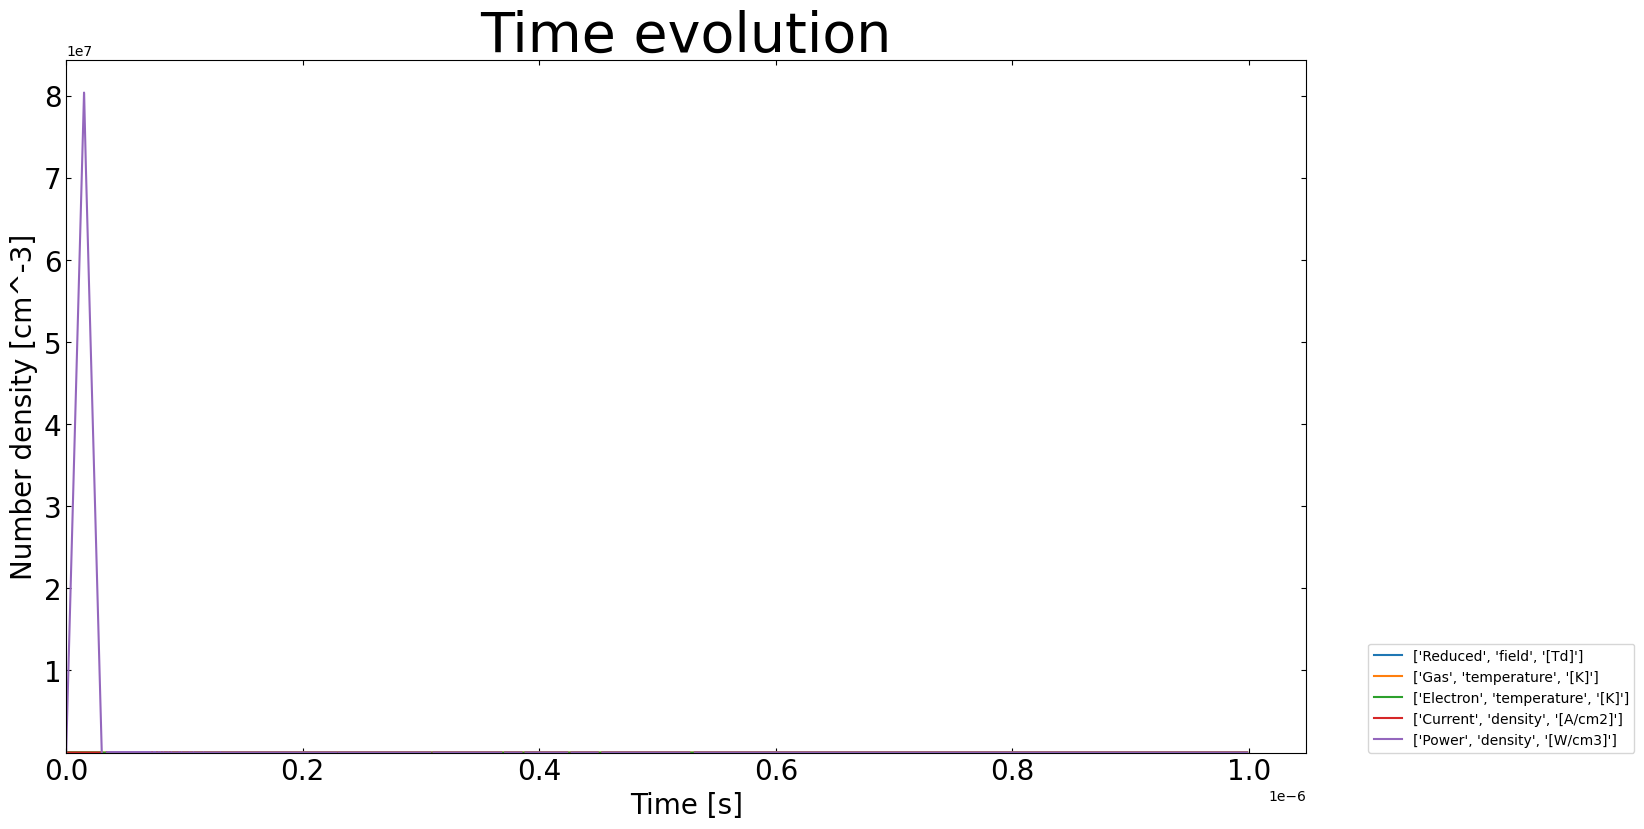 Time evolution
1e7
8
7
6
5
4
3
2
1
Number density [cm^-3]
0.0 0.2 0.4 0.6 0.8 1.0
1e−6
Time [s]
['Reduced', 'field', '[Td]']
['Gas', 'temperature', '[K]']
['Electron', 'temperature', '[K]']
['Current', 'density', '[A/cm2]']
['Power', 'density', '[W/cm3]']